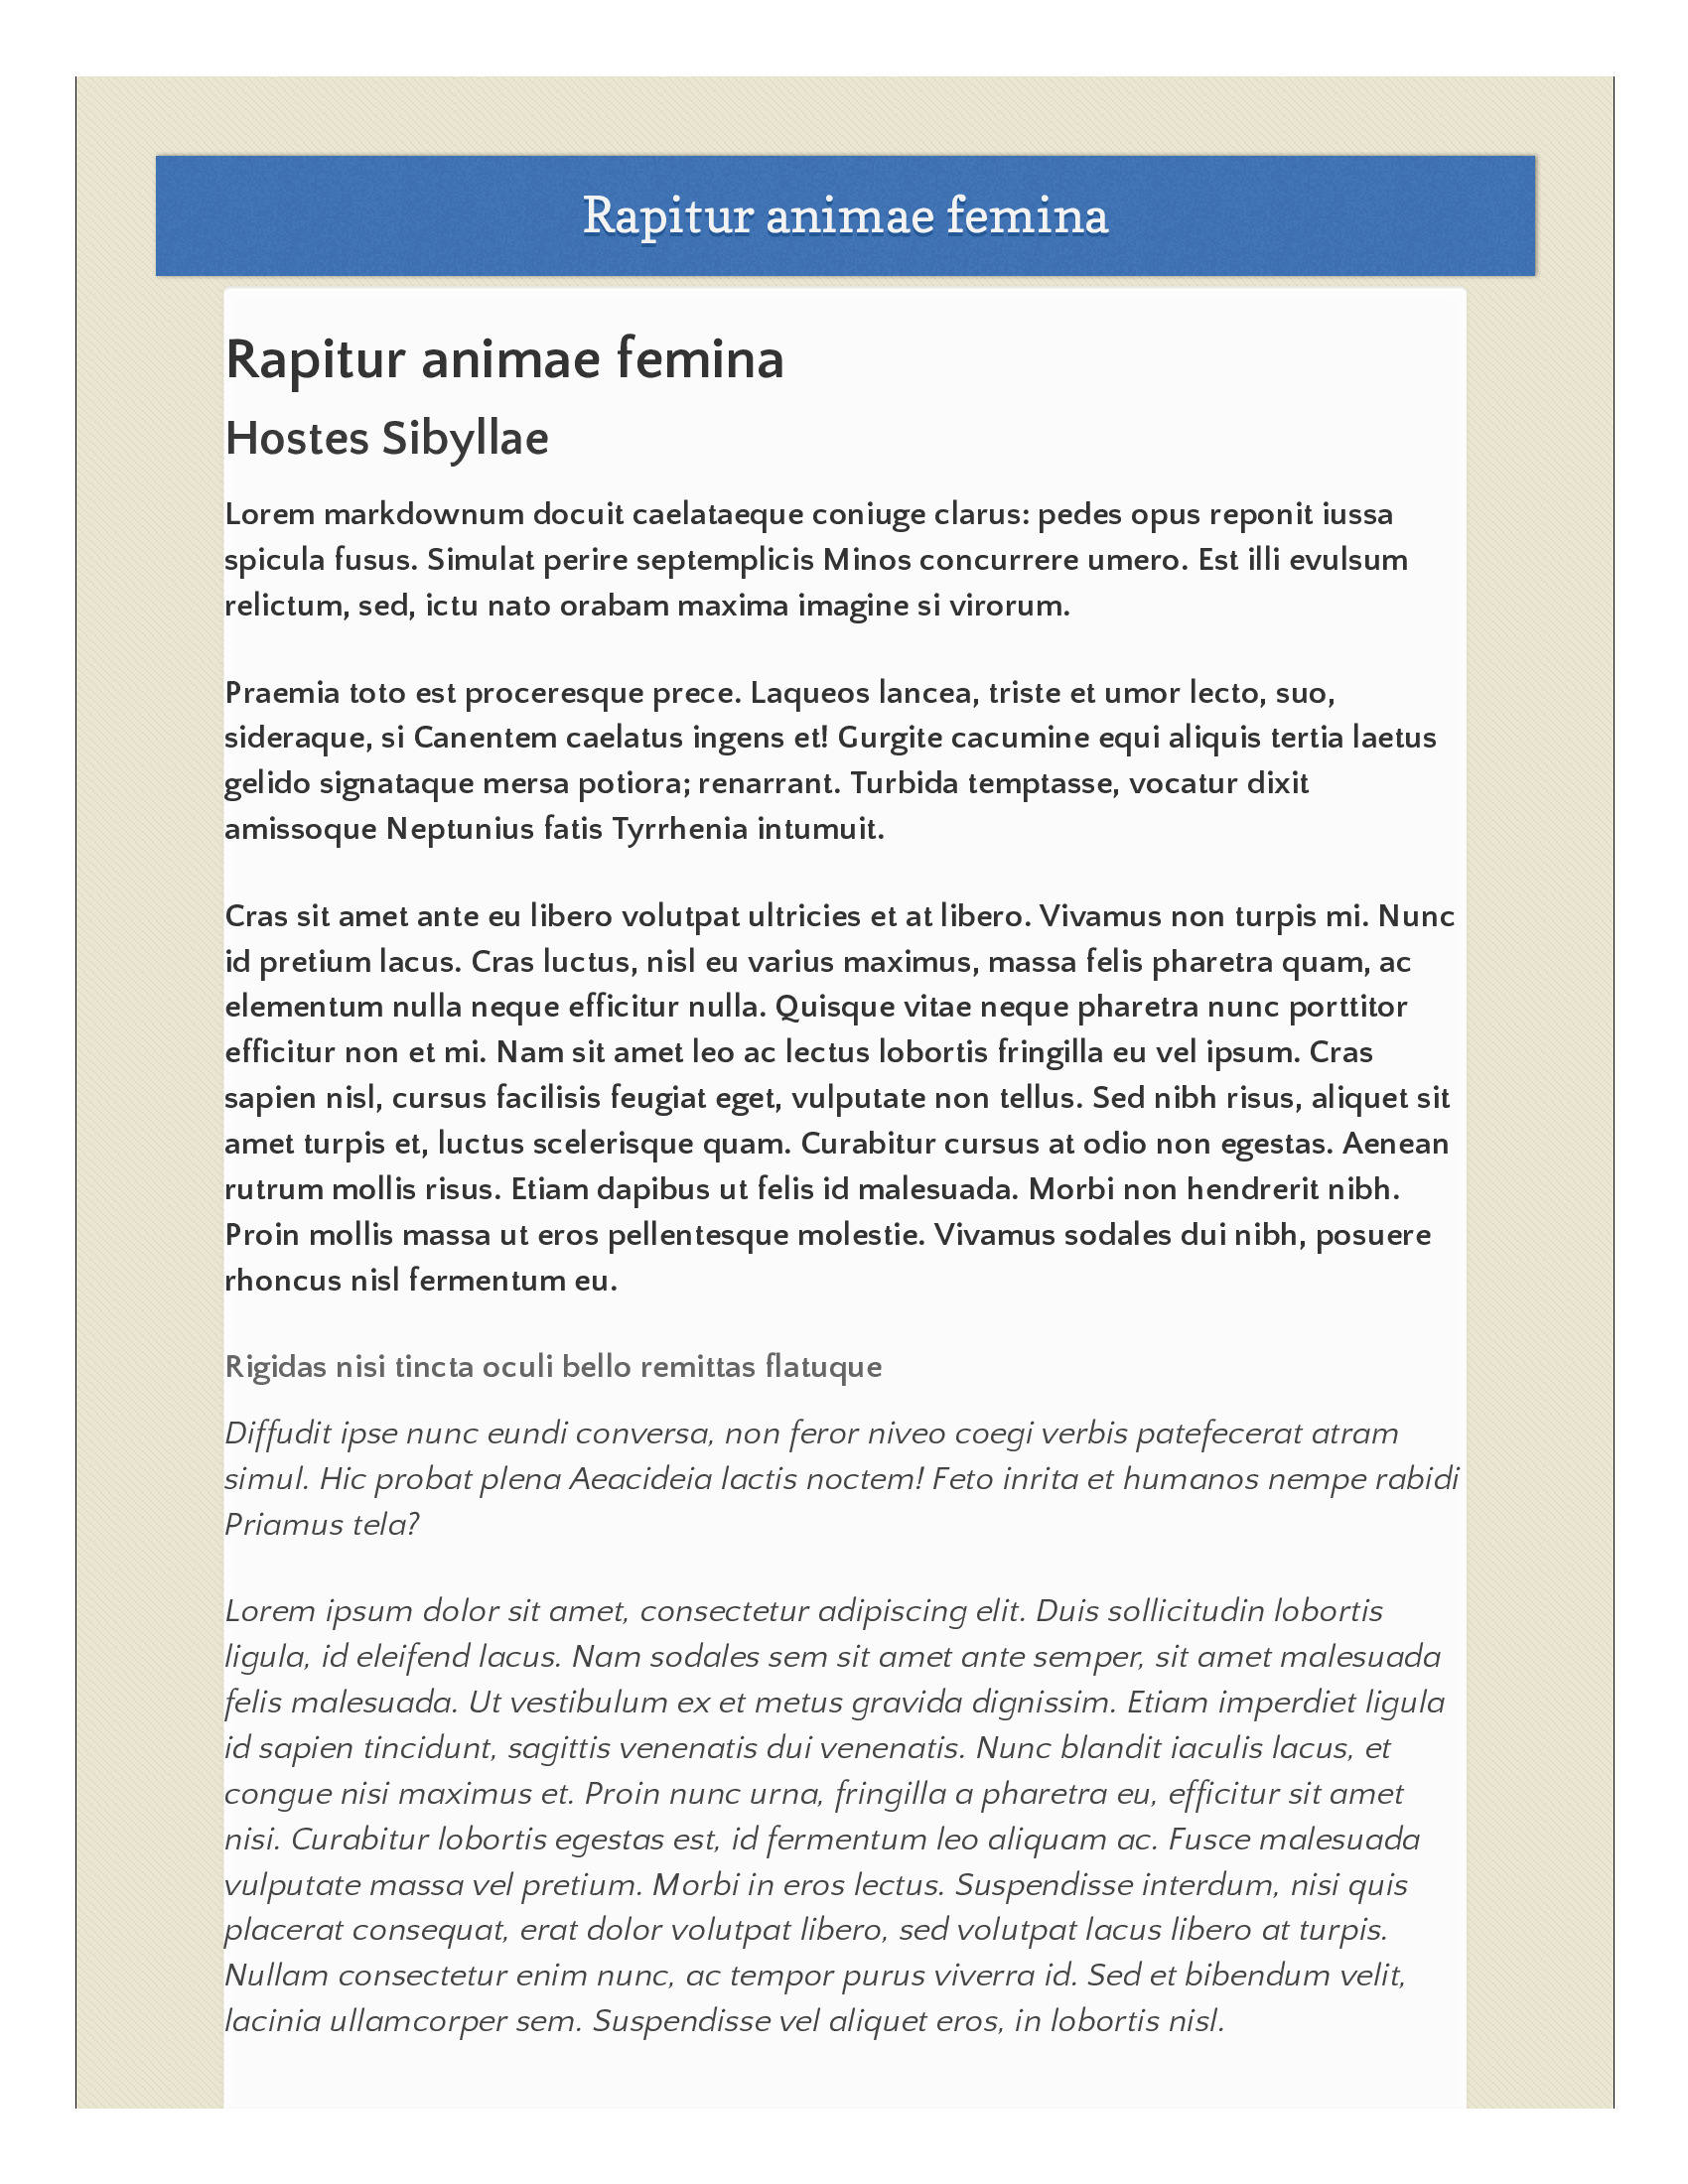 Rapitur animae femina
Rapitur animae femina
Hostes Sibyllae
Lorem markdownum docuit caelataeque coniuge clarus: pedes opus reponit iussa
spicula fusus. Simulat perire septemplicis Minos concurrere umero. Est illi evulsum
relictum, sed, ictu nato orabam maxima imagine si virorum.
Praemia toto est proceresque prece. Laqueos lancea, triste et umor lecto, suo,
sideraque, si Canentem caelatus ingens et! Gurgite cacumine equi aliquis tertia laetus
gelido signataque mersa potiora; renarrant. Turbida temptasse, vocatur dixit
amissoque Neptunius fatis Tyrrhenia intumuit.
Cras sit amet ante eu libero volutpat ultricies et at libero. Vivamus non turpis mi. Nunc
id pretium lacus. Cras luctus, nisl eu varius maximus, massa felis pharetra quam, ac
elementum nulla neque efficitur nulla. Quisque vitae neque pharetra nunc porttitor
efficitur non et mi. Nam sit amet leo ac lectus lobortis fringilla eu vel ipsum. Cras
sapien nisl, cursus facilisis feugiat eget, vulputate non tellus. Sed nibh risus, aliquet sit
amet turpis et, luctus scelerisque quam. Curabitur cursus at odio non egestas. Aenean
rutrum mollis risus. Etiam dapibus ut felis id malesuada. Morbi non hendrerit nibh.
Proin mollis massa ut eros pellentesque molestie. Vivamus sodales dui nibh, posuere
rhoncus nisl fermentum eu.
Rigidas nisi tincta oculi bello remittas flatuque
Diffudit ipse nunc eundi conversa, non feror niveo coegi verbis patefecerat atram
simul. Hic probat plena Aeacideia lactis noctem! Feto inrita et humanos nempe rabidi
Priamus tela?
Lorem ipsum dolor sit amet, consectetur adipiscing elit. Duis sollicitudin lobortis
ligula, id eleifend lacus. Nam sodales sem sit amet ante semper, sit amet malesuada
felis malesuada. Ut vestibulum ex et metus gravida dignissim. Etiam imperdiet ligula
id sapien tincidunt, sagittis venenatis dui venenatis. Nunc blandit iaculis lacus, et
congue nisi maximus et. Proin nunc urna, fringilla a pharetra eu, efficitur sit amet
nisi. Curabitur lobortis egestas est, id fermentum leo aliquam ac. Fusce malesuada
vulputate massa vel pretium. Morbi in eros lectus. Suspendisse interdum, nisi quis
placerat consequat, erat dolor volutpat libero, sed volutpat lacus libero at turpis.
Nullam consectetur enim nunc, ac tempor purus viverra id. Sed et bibendum velit,
lacinia ullamcorper sem. Suspendisse vel aliquet eros, in lobortis nisl.